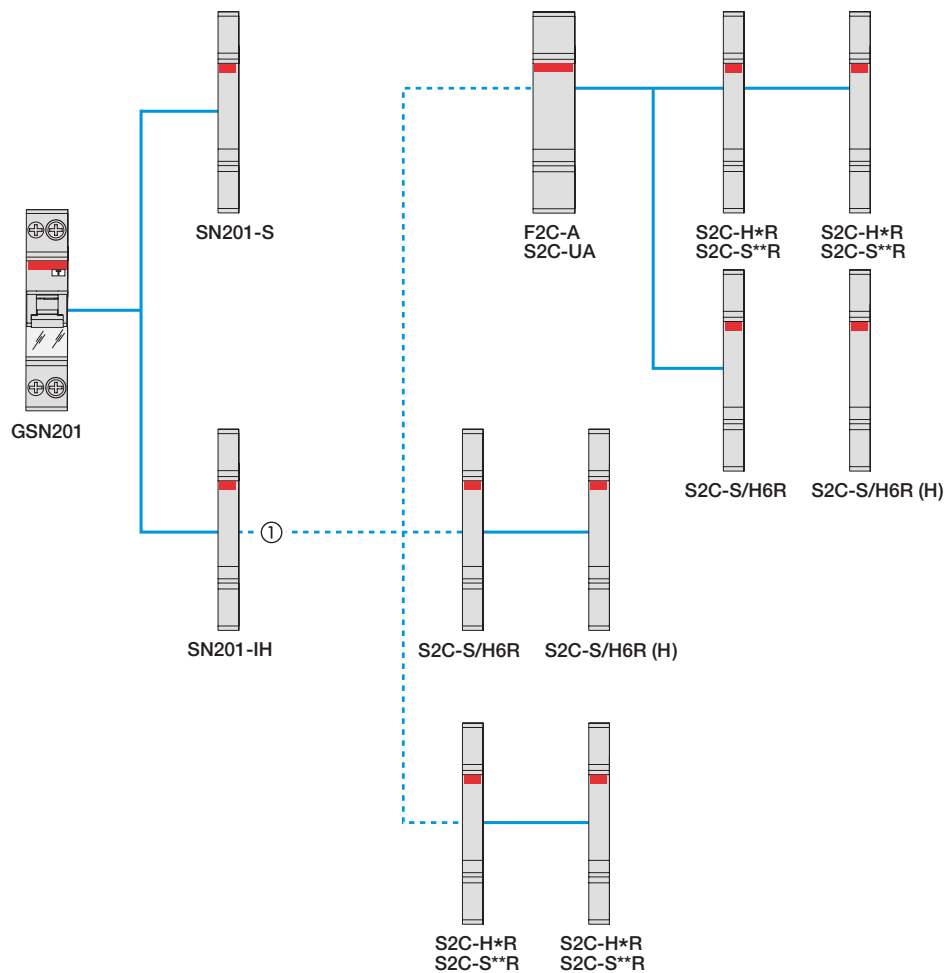 SN201-S
F2C-A
S2C-UA
S2C-H*R
S2C-S**R
S2C-H*R
S2C-S**R
GSN201
S2C-S/H6R
S2C-S/H6R (H)
①
SN201-IH
S2C-S/H6R
S2C-S/H6R (H)
S2C-H*R
S2C-S**R
S2C-H*R
S2C-S**R